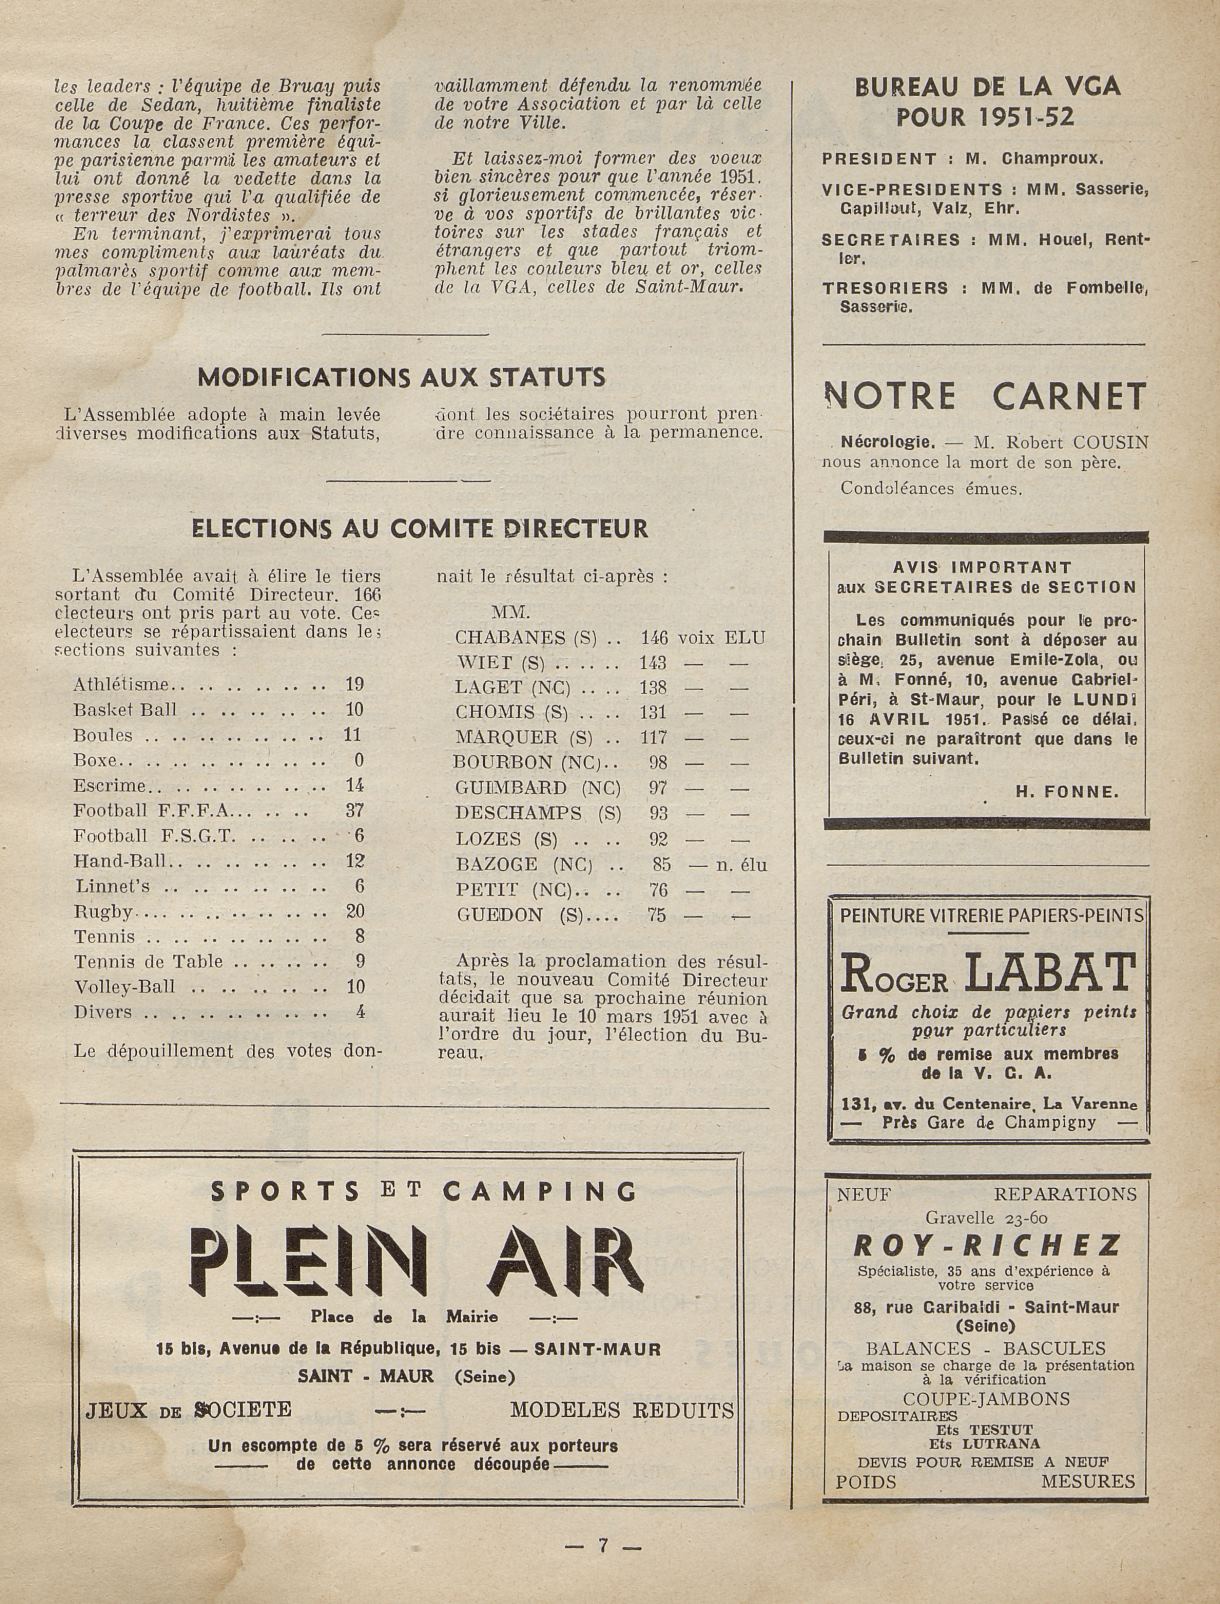 les leaders : l'équipe de Bruay puis
celle de Sedan, huitième finaliste
de la Coupe de France. Ces perfor-
mances la classent première équi-
pe parisienne parmi les amateurs et
lui ont donné la vedette dans la
presse sportive qui l'a qualifiée de
« terreur des Nordistes ».
En terminant, j'exprimerai tous
mes compliments aux lauréats du
palmarès sportif comme aux mem-
bres de l'équipe de football. Ils ont
vaillamment défendu la renommée
de votre Association et par là celle
de notre Ville.
Et laissez-moi former des voeux
bien sincères pour que l'année 1951,
si glorieusement commencée, réser-
ve à vos sportifs de brillantes vic-
toires sur les stades français et
étrangers et que partout triom-
phent les couleurs bleu et or, celles
de la VGA, celles de Saint-Maur.
MODIFICATIONS AUX STATUTS
L'Assemblée adopte à main levée
diverses modifications aux Statuts,
dont les sociétaires pourront pren-
dre connaissance à la permanence.
ELECTIONS AU COMITE DIRECTEUR
L'Assemblée avait à élire le tiers
sortant du Comité Directeur. 166
electeurs ont pris part au vote. Ces
electeurs se répartissaient dans les
sections suivantes :
Athlétisme.. .. .. .. .. .. .. 19
Basket Ball .. .. .. .. .. .. 10
Boules .. .. .. .. .. .. .. .. 11
Boxe.. .. .. .. .. .. .. .. .. 0
Escrime.. .. .. .. .. .. .. .. 14
Football F.F.F.A... .. .. .. 37
Football F.S.G.T. .. .. .. .. 6
Hand-Ball.. .. .. .. .. .. .. 12
Linnet's .. .. .. .. .. .. .. 6
Rugby.... .. .. .. .. .. .. .. 20
Tennis .. .. .. .. .. .. .. .. 8
Tennis de Table .. .. .. .. 9
Volley-Ball .. .. .. .. .. .. 10
Divers .. .. .. .. .. .. .. .. 4
Le dépouillement des votes don-
nait le résultat ci-après :
MM.
CHABANES (S) .. 146 voix ELU
WIET (S) .. .. .. 143 — —
LAGET (NC) .. .. 138 — —
CHOMIS (S) .. .. 131 — —
MARQUER (S) .. 117 — —
BOURBON (NC).. 98 — —
GUIMBARD (NC) 97 — —
DESCHAMPS (S) 93 — —
LOZES (S) .. .. 92 — —
BAZOGE (NC) .. 85 — n. élu
PETIT (NC).. .. 76 — —
GUEDON (S).... 75 — —
Après la proclamation des résul-
tats, le nouveau Comité Directeur
décidait que sa prochaine réunion
aurait lieu le 10 mars 1951 avec à
l'ordre du jour, l'élection du Bu-
reau.
SPORTS ET CAMPING
PLEIN AIR
—:— Place de la Mairie —:—
15 bis, Avenue de la République, 15 bis — SAINT-MAUR
SAINT - MAUR (Seine)
JEUX DE SOCIETE —:— MODELES REDUITS
Un escompte de 5 % sera réservé aux porteurs
de cette annonce découpée
BUREAU DE LA VGA
POUR 1951-52
PRESIDENT : M. Champroux.
VICE-PRESIDENTS : MM. Sasserie,
Gapillout, Valz, Ehr.
SECRETAIRES : MM. Houel, Rent-
ler.
TRESORIERS : MM. de Fombelle,
Sasserie.
NOTRE CARNET
Nécrologie. — M. Robert COUSIN
nous annonce la mort de son père.
Condoléances émues.
AVIS IMPORTANT
aux SECRETAIRES de SECTION
Les communiqués pour le pro-
chain Bulletin sont à déposer au
siège, 25, avenue Emile-Zola, ou
à M. Fonné, 10, avenue Gabriel-
Péri, à St-Maur, pour le LUNDI
16 AVRIL 1951. Passé ce délai,
ceux-ci ne paraîtront que dans le
Bulletin suivant.
H. FONNE.
PEINTURE VITRERIE PAPIERS-PEINTS
ROGER LABAT
Grand choix de papiers peints
pour particuliers
5 % de remise aux membres
de la V. G. A.
131, av. du Centenaire, La Varenne
— Près Gare de Champigny —
NEUF REPARATIONS
Gravelle 23-60
ROY-RICHEZ
Spécialiste, 35 ans d'expérience à
votre service
88, rue Garibaldi - Saint-Maur
(Seine)
BALANCES - BASCULES
La maison se charge de la présentation
à la vérification
COUPE-JAMBONS
DEPOSITAIRES
Ets TESTUT
Ets LUTRANA
DEVIS POUR REMISE A NEUF
POIDS MESURES
— 7 —